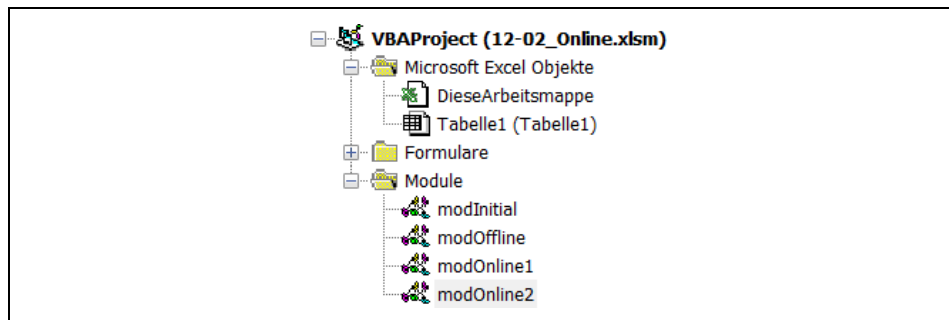 VBAProject (12-02_Online.xlsm)
Microsoft Excel Objekte
DieseArbeitsmappe
Tabelle1 (Tabelle1)
Formulare
Module
modInitial
modOffline
modOnline1
modOnline2